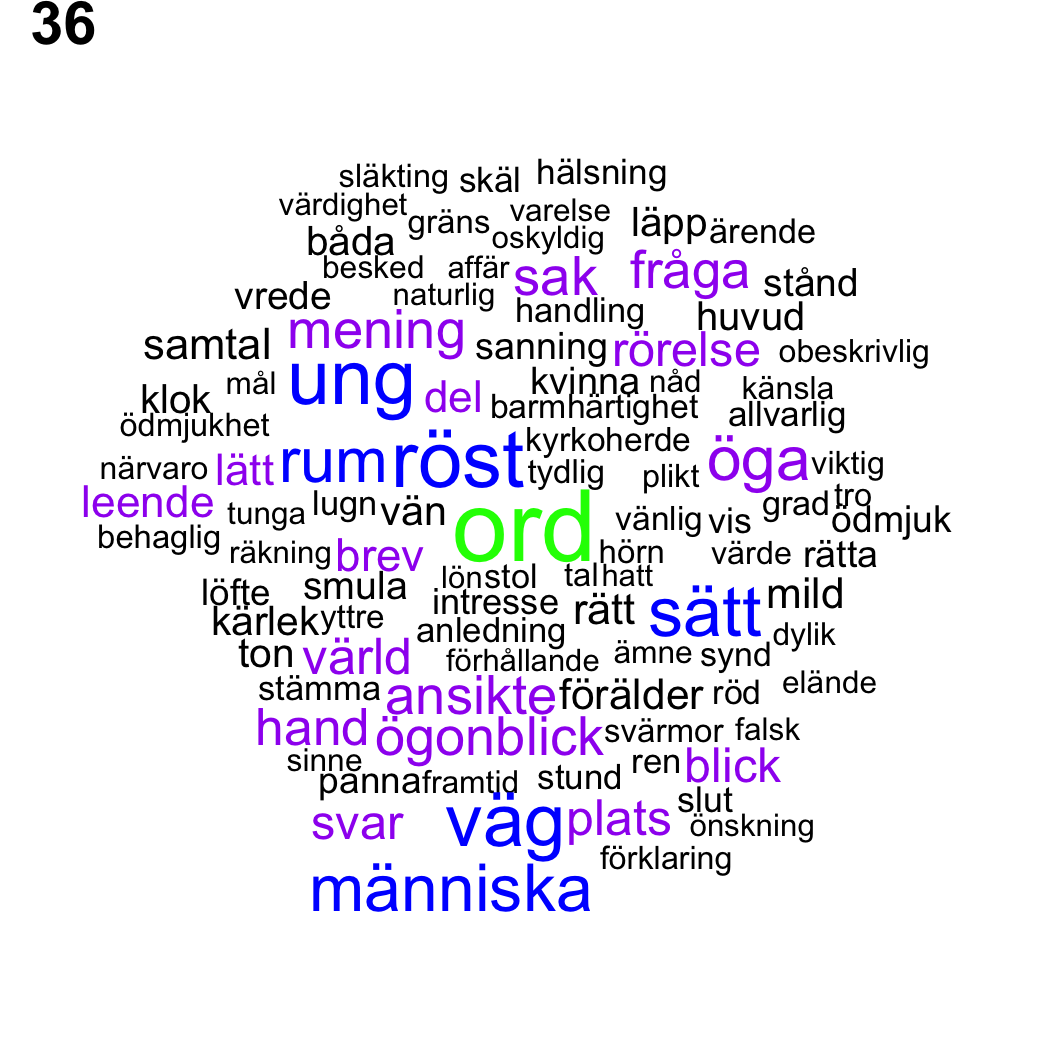 36
släkting skäl hälsning
värdighet gräns varelse läpp ärende
båda oskyldig
besked affär sak fråga stånd
vrede naturlig handling huvud
samtal mening sanning rörelse obeskrivlig
klok mål ung del kvinna nåd känsla
barmhärtighet allvarlig
ödmjukhet kyrkoherde
närvaro lätt rum röst tydlig plikt öga viktig
leende tunga lugn vän ord vänlig vis grad tro ödmjuk
behaglig räkning brev hörn värde rätta
löfte smula lön stol tal hatt
kärlek yttre intresse rätt sätt mild
anledning dylik
ton värld förhållande ämne synd
stämma ansikte förälder röd elände
hand ögonblick svärmor falsk
sinne panna framtid stund ren blick
svar väg plats slut önskning
människa förklaring